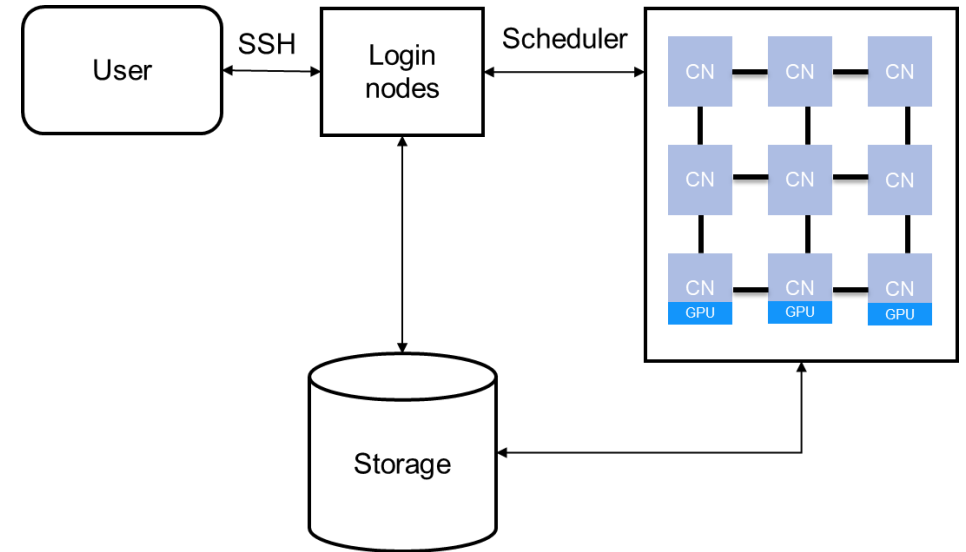 User
SSH
Login
nodes
Scheduler
CN CN CN
CN CN CN
CN CN CN
GPU GPU GPU
Storage